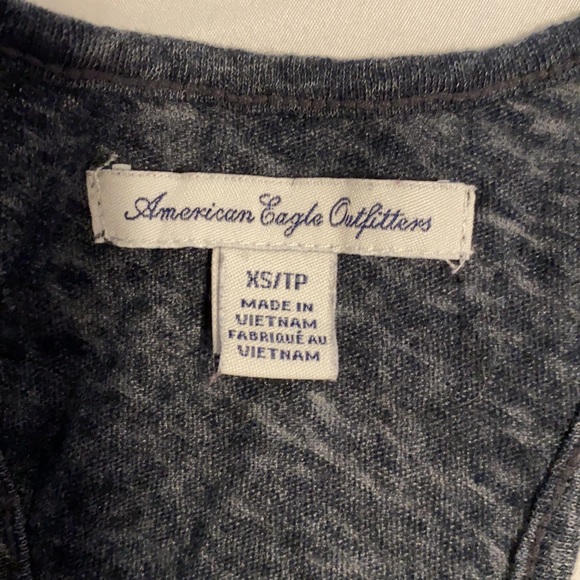 American Eagle Outfitters
XS/TP
MADE IN
VIETNAM
FABRIQUÉ AU
VIETNAM